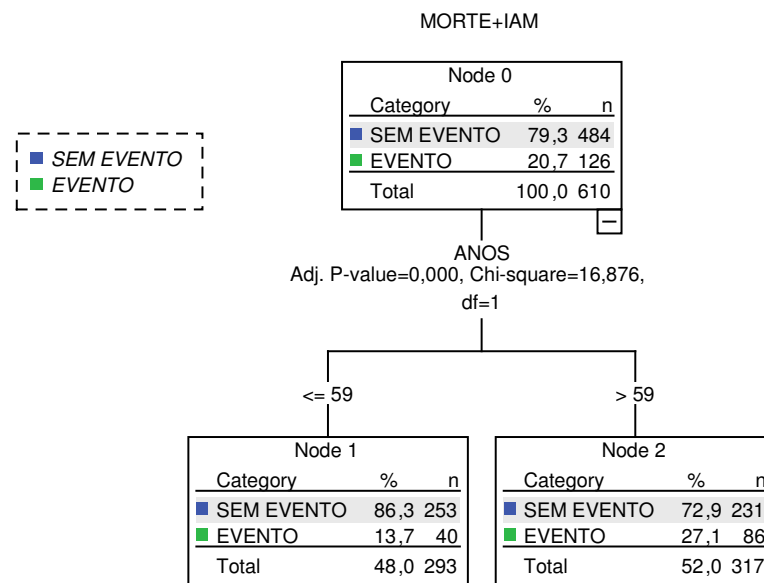 MORTE+IAM
SEM EVENTO
EVENTO
Node 0
Category % n
SEM EVENTO 79,3 484
EVENTO 20,7 126
Total 100,0 610
ANOS
Adj. P-value=0,000, Chi-square=16,876,
df=1
<= 59
> 59
Node 1
Category % n
SEM EVENTO 86,3 253
EVENTO 13,7 40
Total 48,0 293
Node 2
Category % n
SEM EVENTO 72,9 231
EVENTO 27,1 86
Total 52,0 317